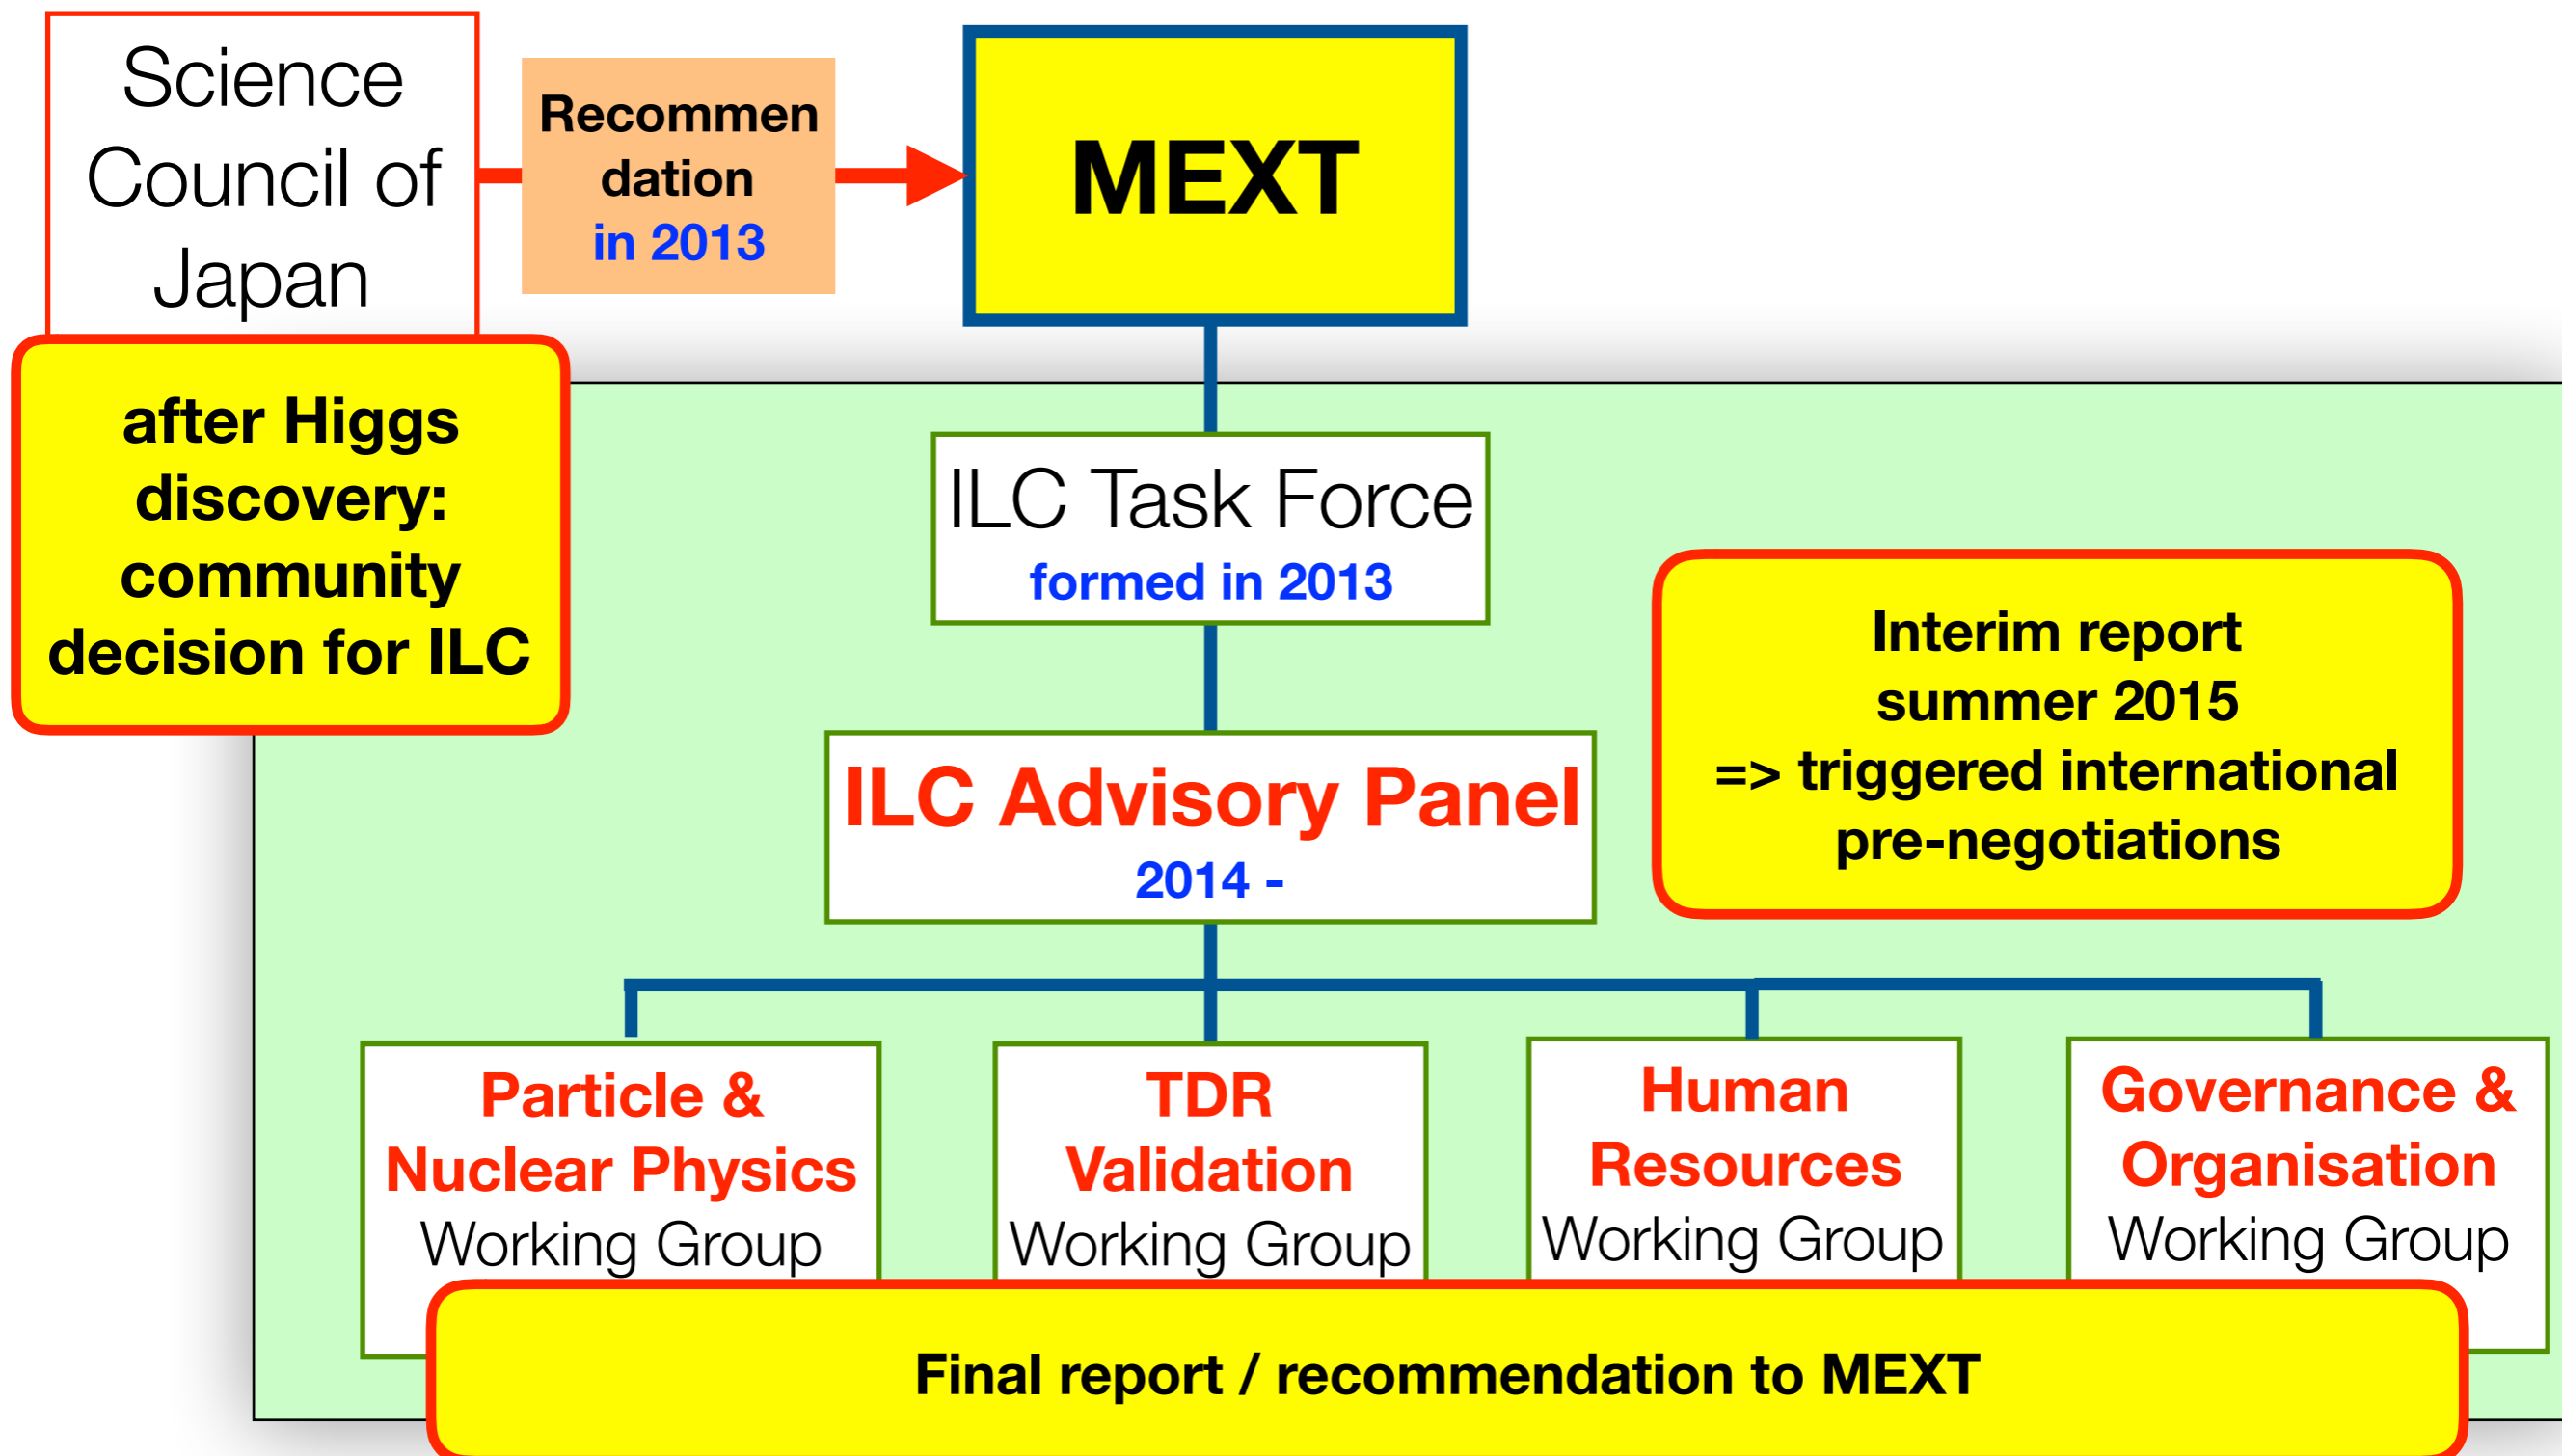 Science
Council of
Japan
Recommen
dation
in 2013
MEXT
after Higgs
discovery:
community
decision for ILC
ILC Task Force
formed in 2013
Interim report
summer 2015
=> triggered international
pre-negotiations
ILC Advisory Panel
2014 -
Particle &
Nuclear Physics
Working Group
TDR
Validation
Working Group
Human
Resources
Working Group
Governance &
Organisation
Working Group
Final report / recommendation to MEXT